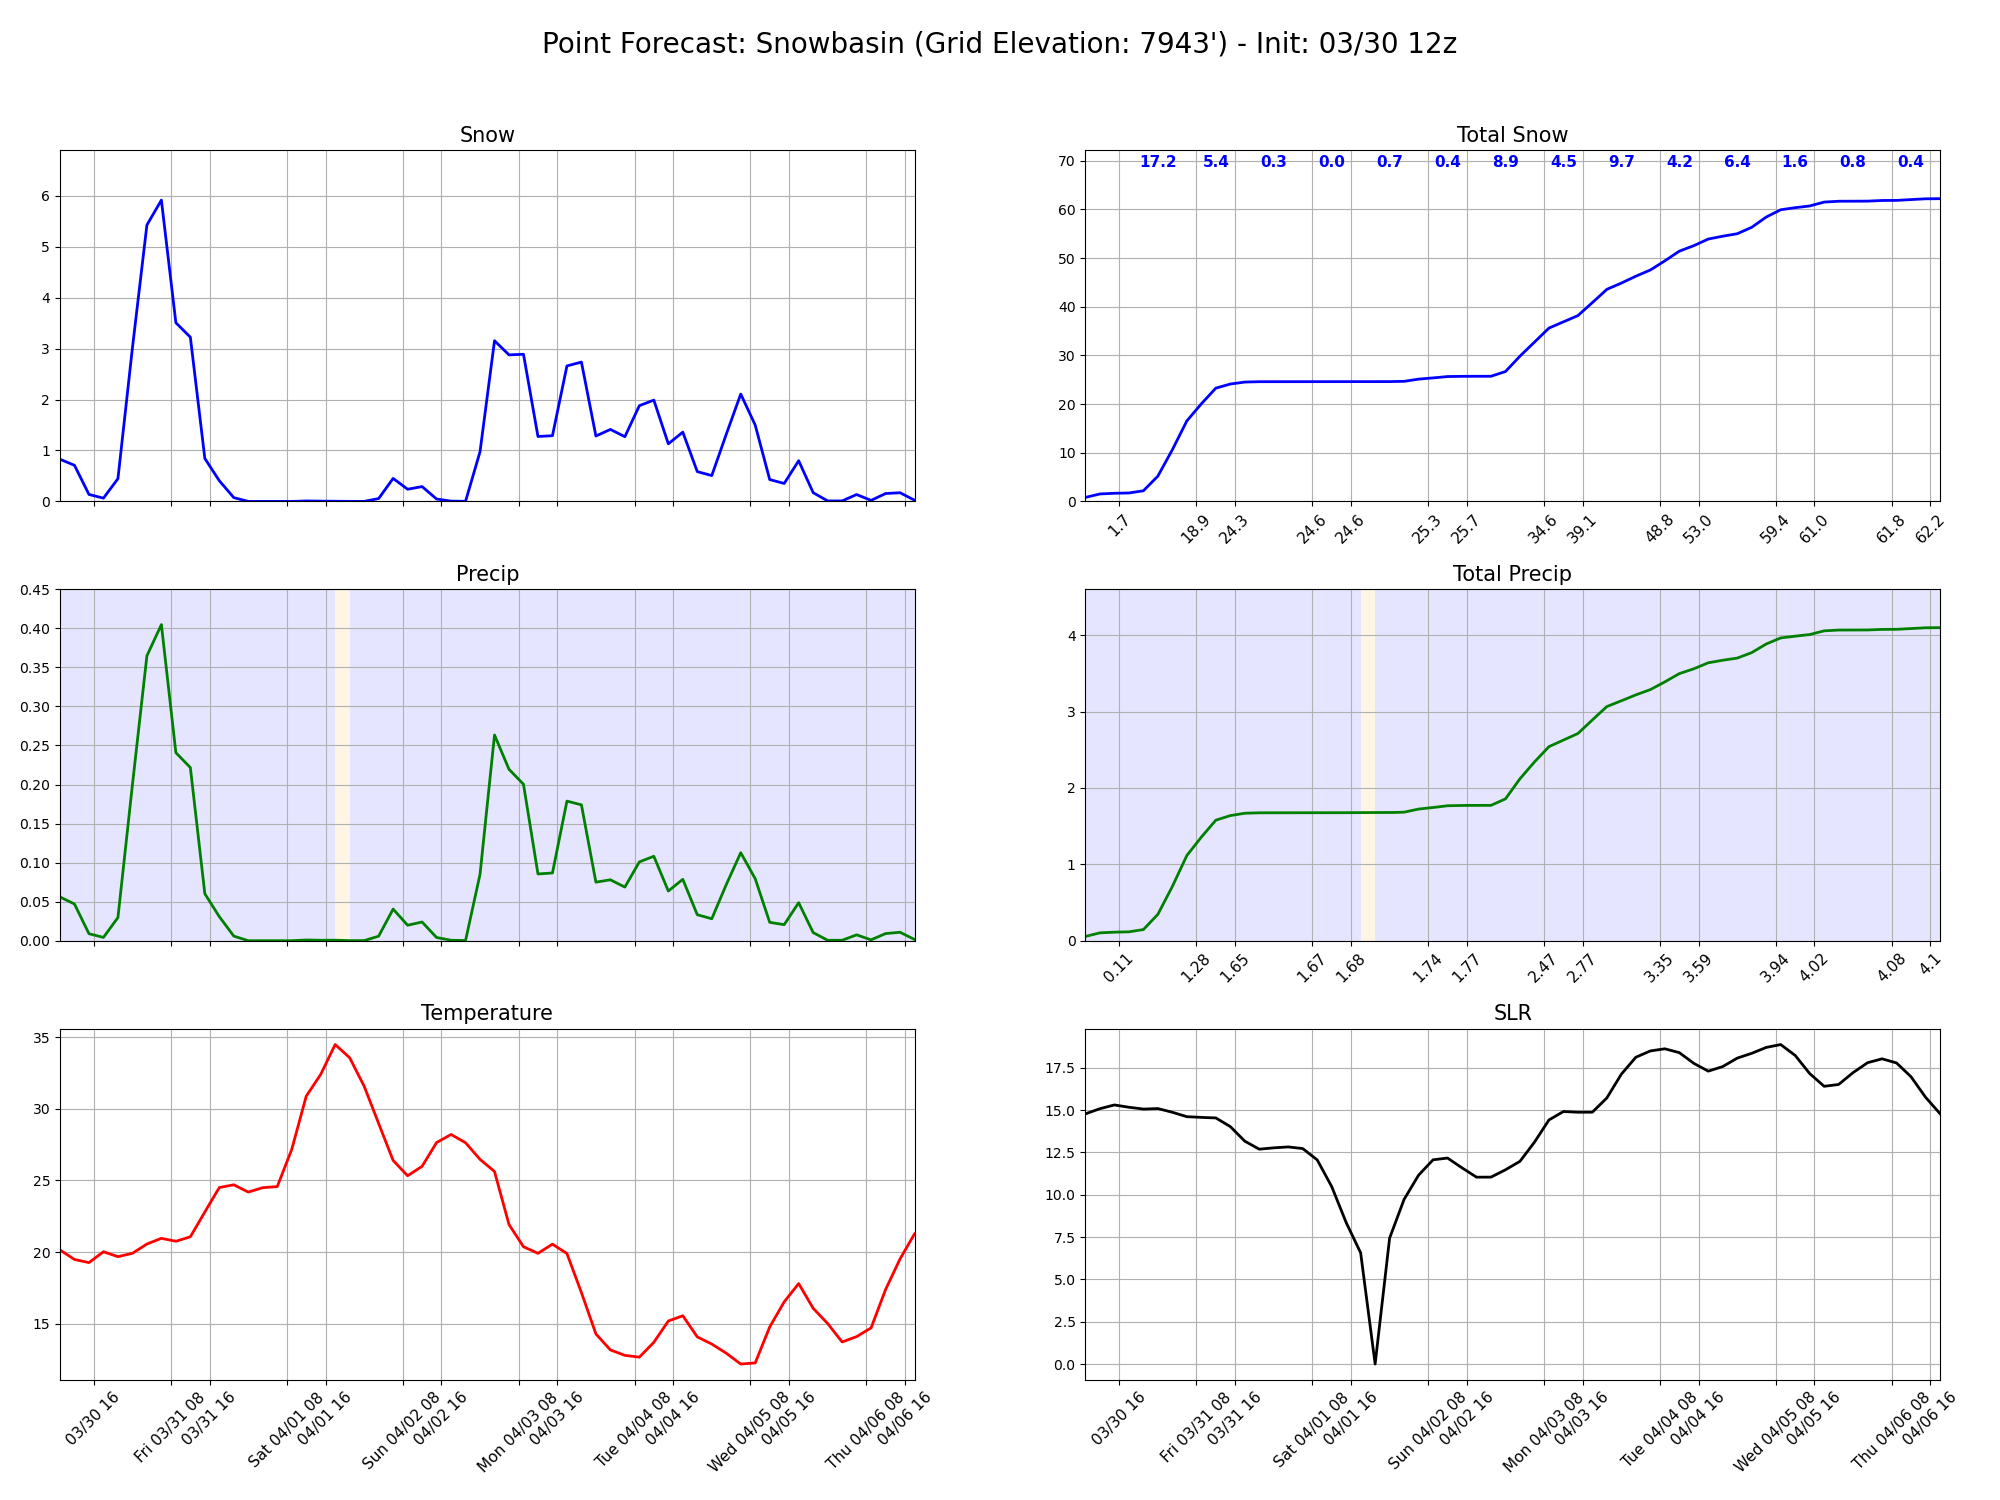 Point Forecast: Snowbasin (Grid Elevation: 7943') - Init: 03/30 12z
Snow
6
5
4
3
2
1
0
Total Snow
17.2 5.4 0.3 0.0 0.7 0.4 8.9 4.5 9.7 4.2 6.4 1.6 0.8 0.4
70
60
50
40
30
20
10
0
1.7 18.9 24.3 24.6 24.6 25.3 25.7 34.6 39.1 48.8 53.0 59.4 61.0 61.8 62.2
Precip
0.45
0.40
0.35
0.30
0.25
0.20
0.15
0.10
0.05
0.00
Total Precip
4
3
2
1
0
0.11 1.28 1.65 1.67 1.68 1.74 1.77 2.47 2.77 3.35 3.59 3.94 4.02 4.08 4.1
Temperature
35
30
25
20
15
03/30 16
Fri 03/31 08
03/31 16
Sat 04/01 08
04/01 16
Sun 04/02 08
04/02 16
Mon 04/03 08
04/03 16
Tue 04/04 08
04/04 16
Wed 04/05 08
04/05 16
Thu 04/06 08
04/06 16
SLR
17.5
15.0
12.5
10.0
7.5
5.0
2.5
0.0
03/30 16
Fri 03/31 08
03/31 16
Sat 04/01 08
04/01 16
Sun 04/02 08
04/02 16
Mon 04/03 08
04/03 16
Tue 04/04 08
04/04 16
Wed 04/05 08
04/05 16
Thu 04/06 08
04/06 16